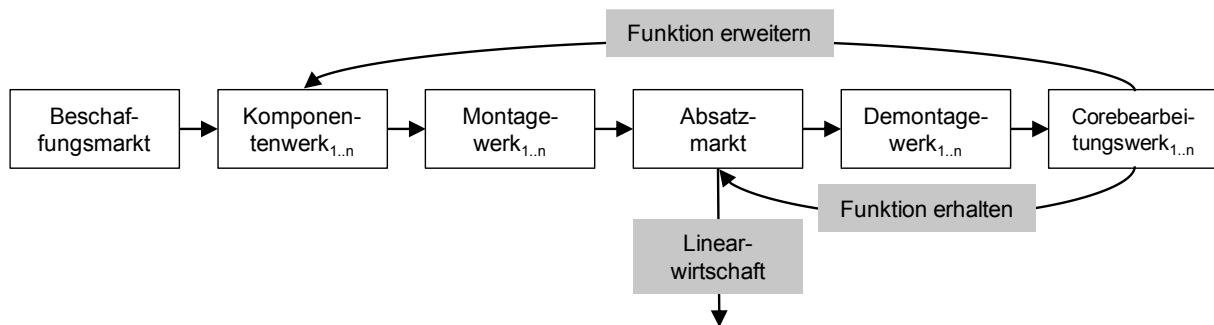 Funktion erweitern
Beschaf-
fungsmarkt
Komponen-
tenwerk1..n
Montage-
werk1..n
Absatz-
markt
Demontage-
werk1..n
Corebearbei-
tungswerk1..n
Funktion erhalten
Linear-
wirtschaft